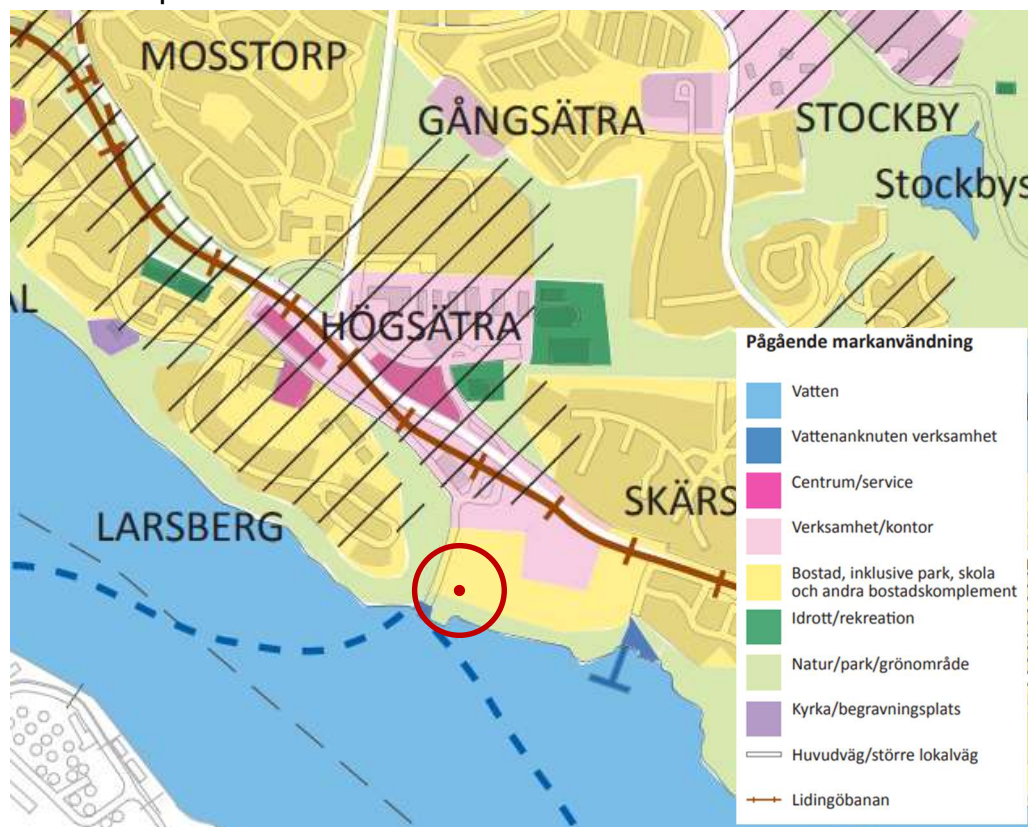 MOSSTORP
GÅNGSÄTRA
STOCKBY
Stockbys
AL
HÖGSÄTRA
LARSBERG
SKÄRS
Pågående markanvändning
Vatten
Vattenanknuten verksamhet
Centrum/service
Verksamhet/kontor
Bostad, inklusive park, skola
och andra bostadskomplement
Idrott/rekreation
Natur/park/grönområde
Kyrka/begravningsplats
Huvudväg/större lokalväg
Lidingöbanan